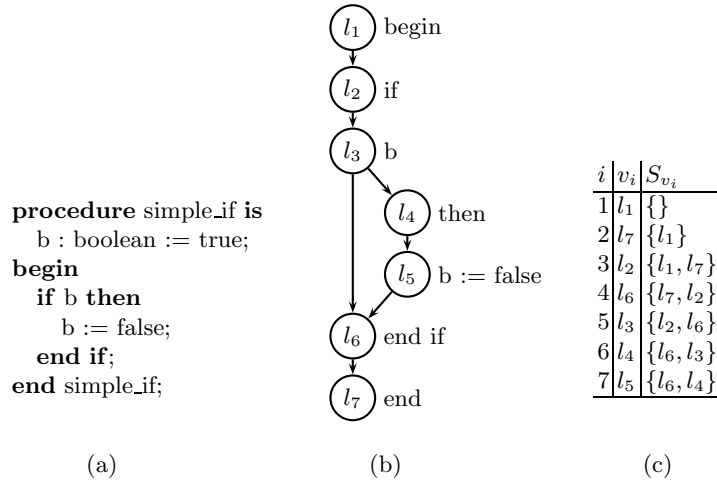 procedure simple_if is
b : boolean := true;
begin
if b then
b := false;
end if;
end simple_if;
(a)
l₁ begin
l₂ if
l₃ b
l₄ then
l₅ b := false
l₆ end if
l₇ end
(b)
i vᵢ S_{vᵢ}
1 l₁ {}
2 l₇ {l₁}
3 l₂ {l₁, l₇}
4 l₆ {l₇, l₂}
5 l₃ {l₂, l₆}
6 l₄ {l₆, l₃}
7 l₅ {l₆, l₄}
(c)